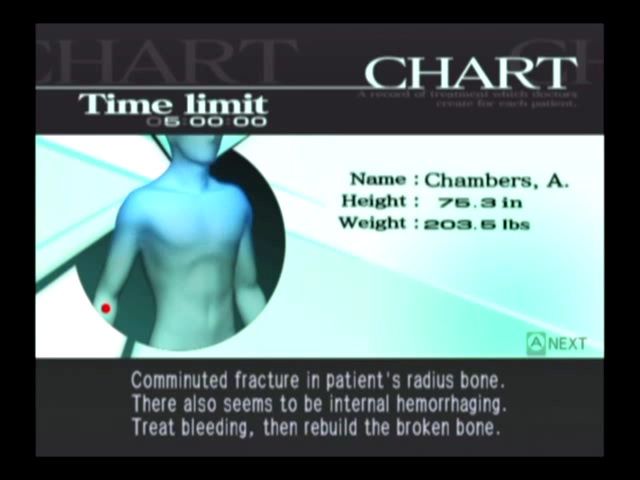 CHART
CHART
A record of treatment which doctors
create for each patient.
Time limit
05:00:00
Name : Chambers, A.
Height : 75.3 in
Weight : 203.5 lbs
A NEXT
Comminuted fracture in patient's radius bone.
There also seems to be internal hemorrhaging.
Treat bleeding, then rebuild the broken bone.